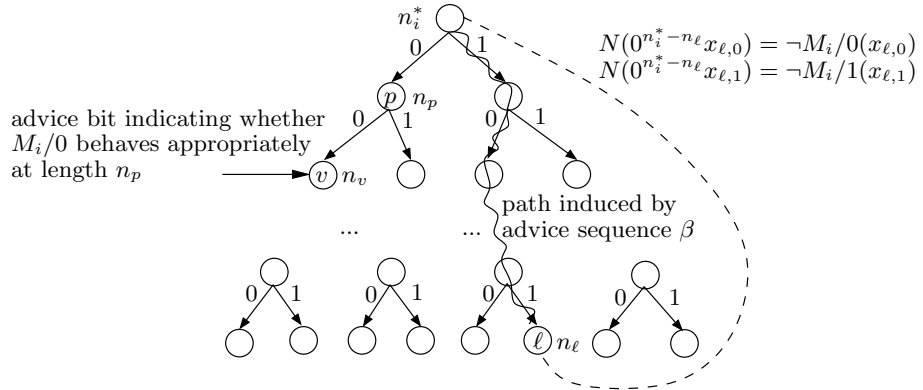 $n_i^*$
$N(0^{n_i^*-n_\ell}x_{\ell,0}) = \neg M_i/0(x_{\ell,0})$
$N(0^{n_i^*-n_\ell}x_{\ell,1}) = \neg M_i/1(x_{\ell,1})$
0 1
p $n_p$
advice bit indicating whether
$M_i/0$ behaves appropriately
at length $n_p$
0 1 0 1
v $n_v$
path induced by
advice sequence β
... ...
0 1 0 1 0 1 0 1
ℓ $n_\ell$